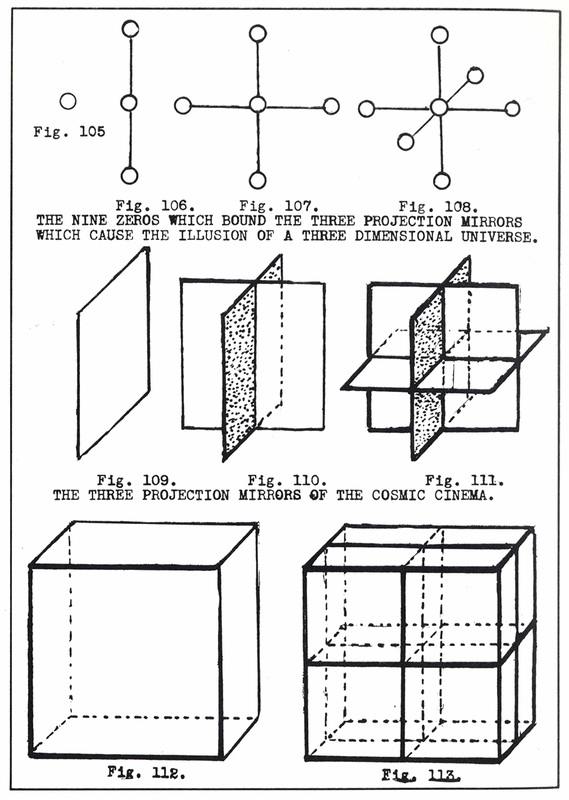 Fig. 105
Fig. 106. Fig. 107. Fig. 108.
THE NINE ZEROS WHICH BOUND THE THREE PROJECTION MIRRORS
WHICH CAUSE THE ILLUSION OF A THREE DIMENSIONAL UNIVERSE.
Fig. 109. Fig. 110. Fig. 111.
THE THREE PROJECTION MIRRORS OF THE COSMIC CINEMA.
Fig. 112. Fig. 113.